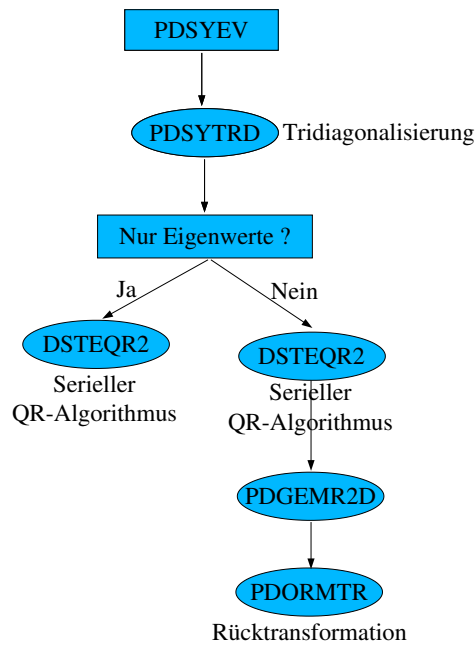 PDSYEV
PDSYTRD Tridiagonalisierung
Nur Eigenwerte ?
Ja
Nein
DSTEQR2
Serieller
QR-Algorithmus
DSTEQR2
Serieller
QR-Algorithmus
PDGEMR2D
PDORMTR
Rücktransformation